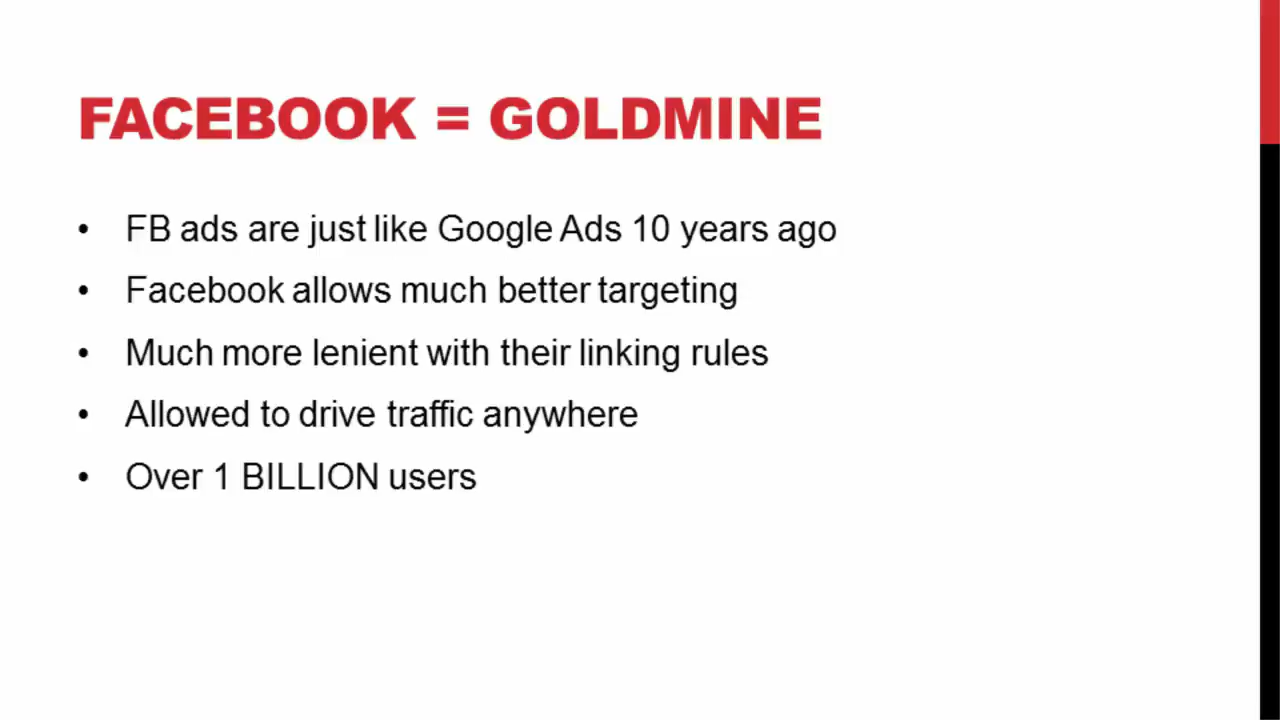 FACEBOOK = GOLDMINE
• FB ads are just like Google Ads 10 years ago
• Facebook allows much better targeting
• Much more lenient with their linking rules
• Allowed to drive traffic anywhere
• Over 1 BILLION users